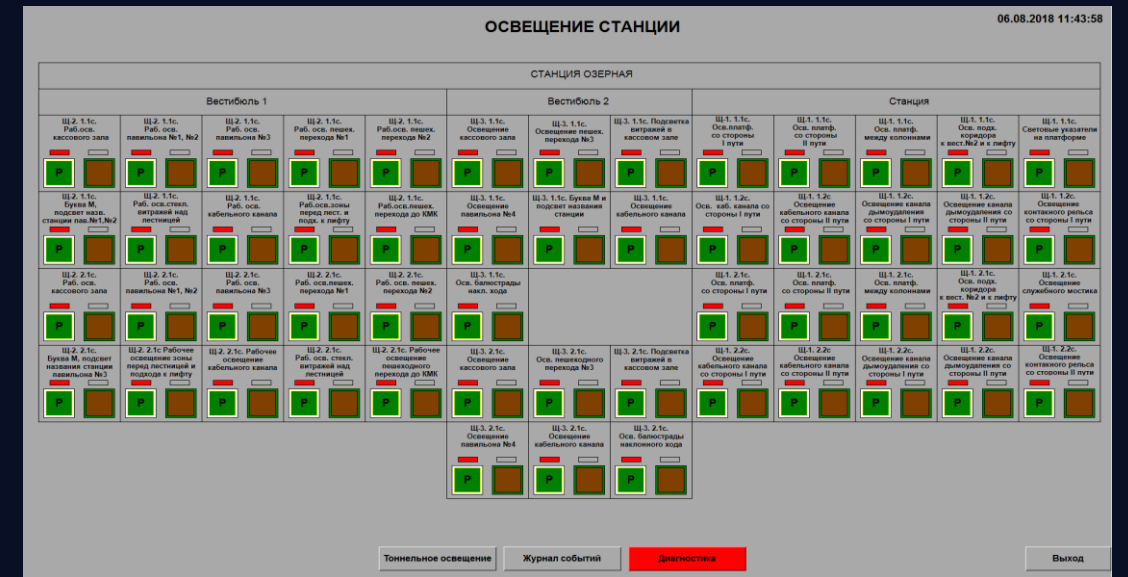 ОСВЕЩЕНИЕ СТАНЦИИ
06.08.2018 11:43:58
СТАНЦИЯ ОЗЕРНАЯ
Вестибюль 1
Вестибюль 2
Станция
Щ-2. 1.1с.
Раб.осв.
кассового зала
Р
Щ-2. 1.1с.
Раб. осв.
павильона №1, №2
Р
Щ-2. 1.1с.
Раб. осв.
павильона №3
Р
Щ-2. 1.1с.
Раб. осв. пешех.
перехода №1
Р
Щ-2. 1.1с.
Раб.осв.пешех.
перехода №2
Р
Щ-3. 1.1с.
Освещение
кассового зала
Р
Щ-3. 1.1с.
Освещение пешех.
перехода №3
Р
Щ-3. 1.1с. Подсветка
витражей в
кассовом зале
Р
Щ-1. 1.1с.
Осв.платф.
со стороны
I пути
Р
Щ-1. 1.1с.
Осв. платф.
со стороны
II пути
Р
Щ-1. 1.1с.
Осв. платф.
между колоннами
Р
Щ-1. 1.1с.
Осв. подх.
коридора
к вест.№2 и к лифту
Р
Щ-1. 1.1с.
Световые указатели
на платформе
Р
Щ-2. 1.1с.
Буква М,
подсвет назв.
станции пав.№1,№2
Р
Щ-2. 1.1с.
Раб. осв.стекл.
витражей над
лестницей
Р
Щ-2. 1.1с.
Раб. осв.
кабельного канала
Р
Щ-2. 1.1с.
Раб.осв.зоны
перед лест. и
подх. к лифту
Р
Щ-2. 1.1с.
Раб.осв.пешех.
перехода до КМК
Р
Щ-3. 1.1с.
Освещение
павильона №4
Р
Щ-3. 1.1с. Буква М и
подсвет названия
станции
Р
Щ-3. 1.1с.
Освещение
кабельного канала
Р
Щ-1. 1.2с.
Осв. каб. канала со
стороны I пути
Р
Щ-1. 1.2с
Освещение
кабельного канала
со стороны II пути
Р
Щ-1. 1.2с.
Освещение канала
дымоудаления со
стороны I пути
Р
Щ-1. 1.2с.
Освещение канала
дымоудаления со
стороны II пути
Р
Щ-1. 1.2с.
Освещение
контакного рельса
со стороны I пути
Р
Щ-2. 2.1с.
Раб. осв.
кассового зала
Р
Щ-2. 2.1с.
Раб. осв.
павильона №1, №2
Р
Щ-2. 2.1с.
Раб. осв.
павильона №3
Р
Щ-2. 2.1с.
Раб. осв.пешех.
перехода №1
Р
Щ-2. 2.1с.
Раб. осв. пешех.
перехода №2
Р
Щ-3. 1.1с.
Осв. балюстрады
накл. хода
Р
Щ-1. 2.1с.
Осв. платф.
со стороны I пути
Р
Щ-1. 2.1с.
Осв. платф.
со стороны II пути
Р
Щ-1. 2.1с.
Осв. платф.
между колоннами
Р
Щ-1. 2.1с.
Осв. подх.
коридора
к вест. №2 и к лифту
Р
Щ-1. 2.1с.
Освещение
служебного мостика
Р
Щ-2. 2.1с.
Буква М, подсвет
названия станции
павильона №3
Р
Щ-2. 2.1с Рабочее
освещение зоны
перед лестницей и
подхода к лифту
Р
Щ-2. 2.1с. Рабочее
освещение
кабельного канала
Р
Щ-2. 2.1с.
Раб. осв. стекл.
витражей над
лестницей
Р
Щ-2. 2.1с. Рабочее
освещение
пешеходного
перехода до КМК
Р
Щ-3. 2.1с.
Освещение
кассового зала
Р
Щ-3. 2.1с.
Осв. пешеходного
перехода №3
Р
Щ-3. 2.1с. Подсветка
витражей в
кассовом зале
Р
Щ-1. 2.2с.
Освещение
кабельного канала
со стороны I пути
Р
Щ-1. 2.2с
Освещение
кабельного канала
со стороны II пути
Р
Щ-1. 2.2с.
Освещение канала
дымоудаления со
стороны I пути
Р
Щ-1. 2.2с.
Освещение канала
дымоудаления со
стороны II пути
Р
Щ-1. 2.2с.
Освещение
контакного рельса
со стороны II пути
Р
Щ-3. 2.1с.
Освещение
павильона №4
Р
Щ-3. 2.1с.
Освещение
кабельного канала
Р
Щ-3. 2.1с.
Осв. балюстрады
наклонного хода
Р
Тоннельное освещение
Журнал событий
Диагностика
Выход